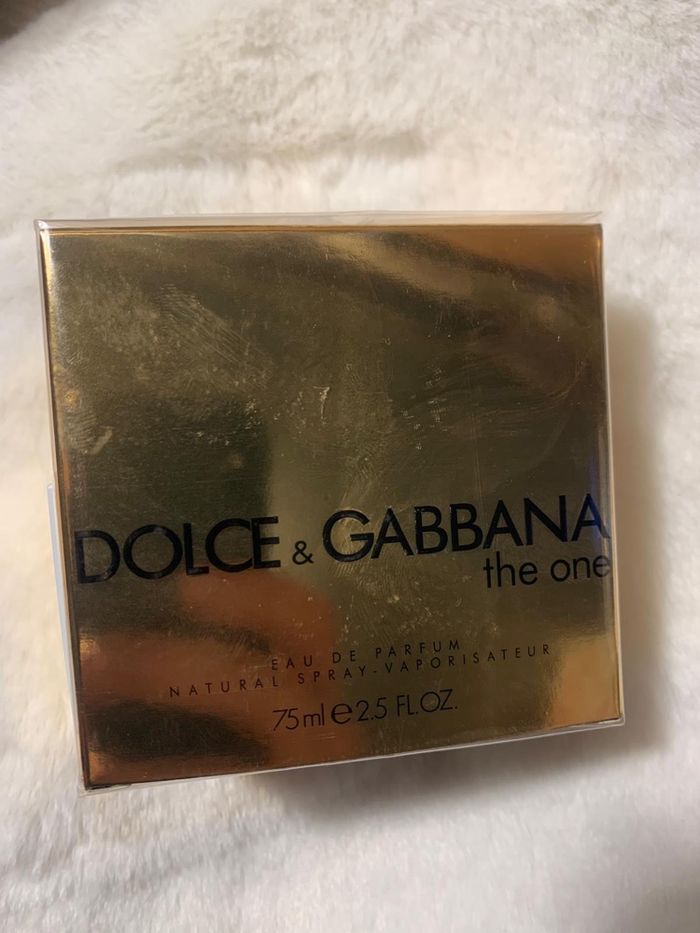 DOLCE & GABBANA
the one
EAU DE PARFUM
NATURAL SPRAY-VAPORISATEUR
75ml e 2.5 FL.OZ.